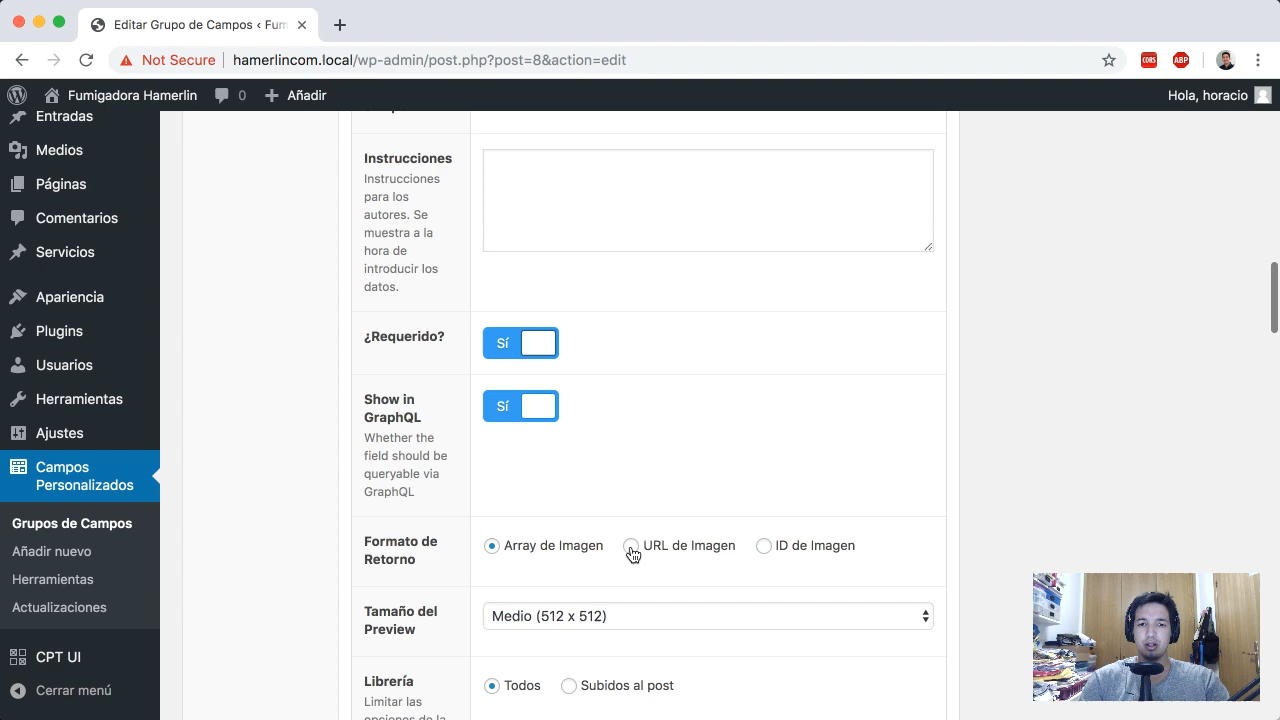 Editar Grupo de Campos ‹ Fum
Not Secure
hamerlincom.local/wp-admin/post.php?post=8&action=edit
CORS
ABP
Fumigadora Hamerlin
0
Añadir
Hola, horacio
Entradas
Medios
Páginas
Comentarios
Servicios
Apariencia
Plugins
Usuarios
Herramientas
Ajustes
Campos
Personalizados
Grupos de Campos
Añadir nuevo
Herramientas
Actualizaciones
CPT UI
Cerrar menú
Instrucciones
Instrucciones
para los
autores. Se
muestra a la
hora de
introducir los
datos.
¿Requerido?
Sí
Show in
GraphQL
Sí
Whether the
field should be
queryable via
GraphQL
Formato de
Retorno
Array de Imagen
URL de Imagen
ID de Imagen
Tamaño del
Preview
Medio (512 x 512)
Librería
Todos
Subidos al post
Limitar las
opciones de la